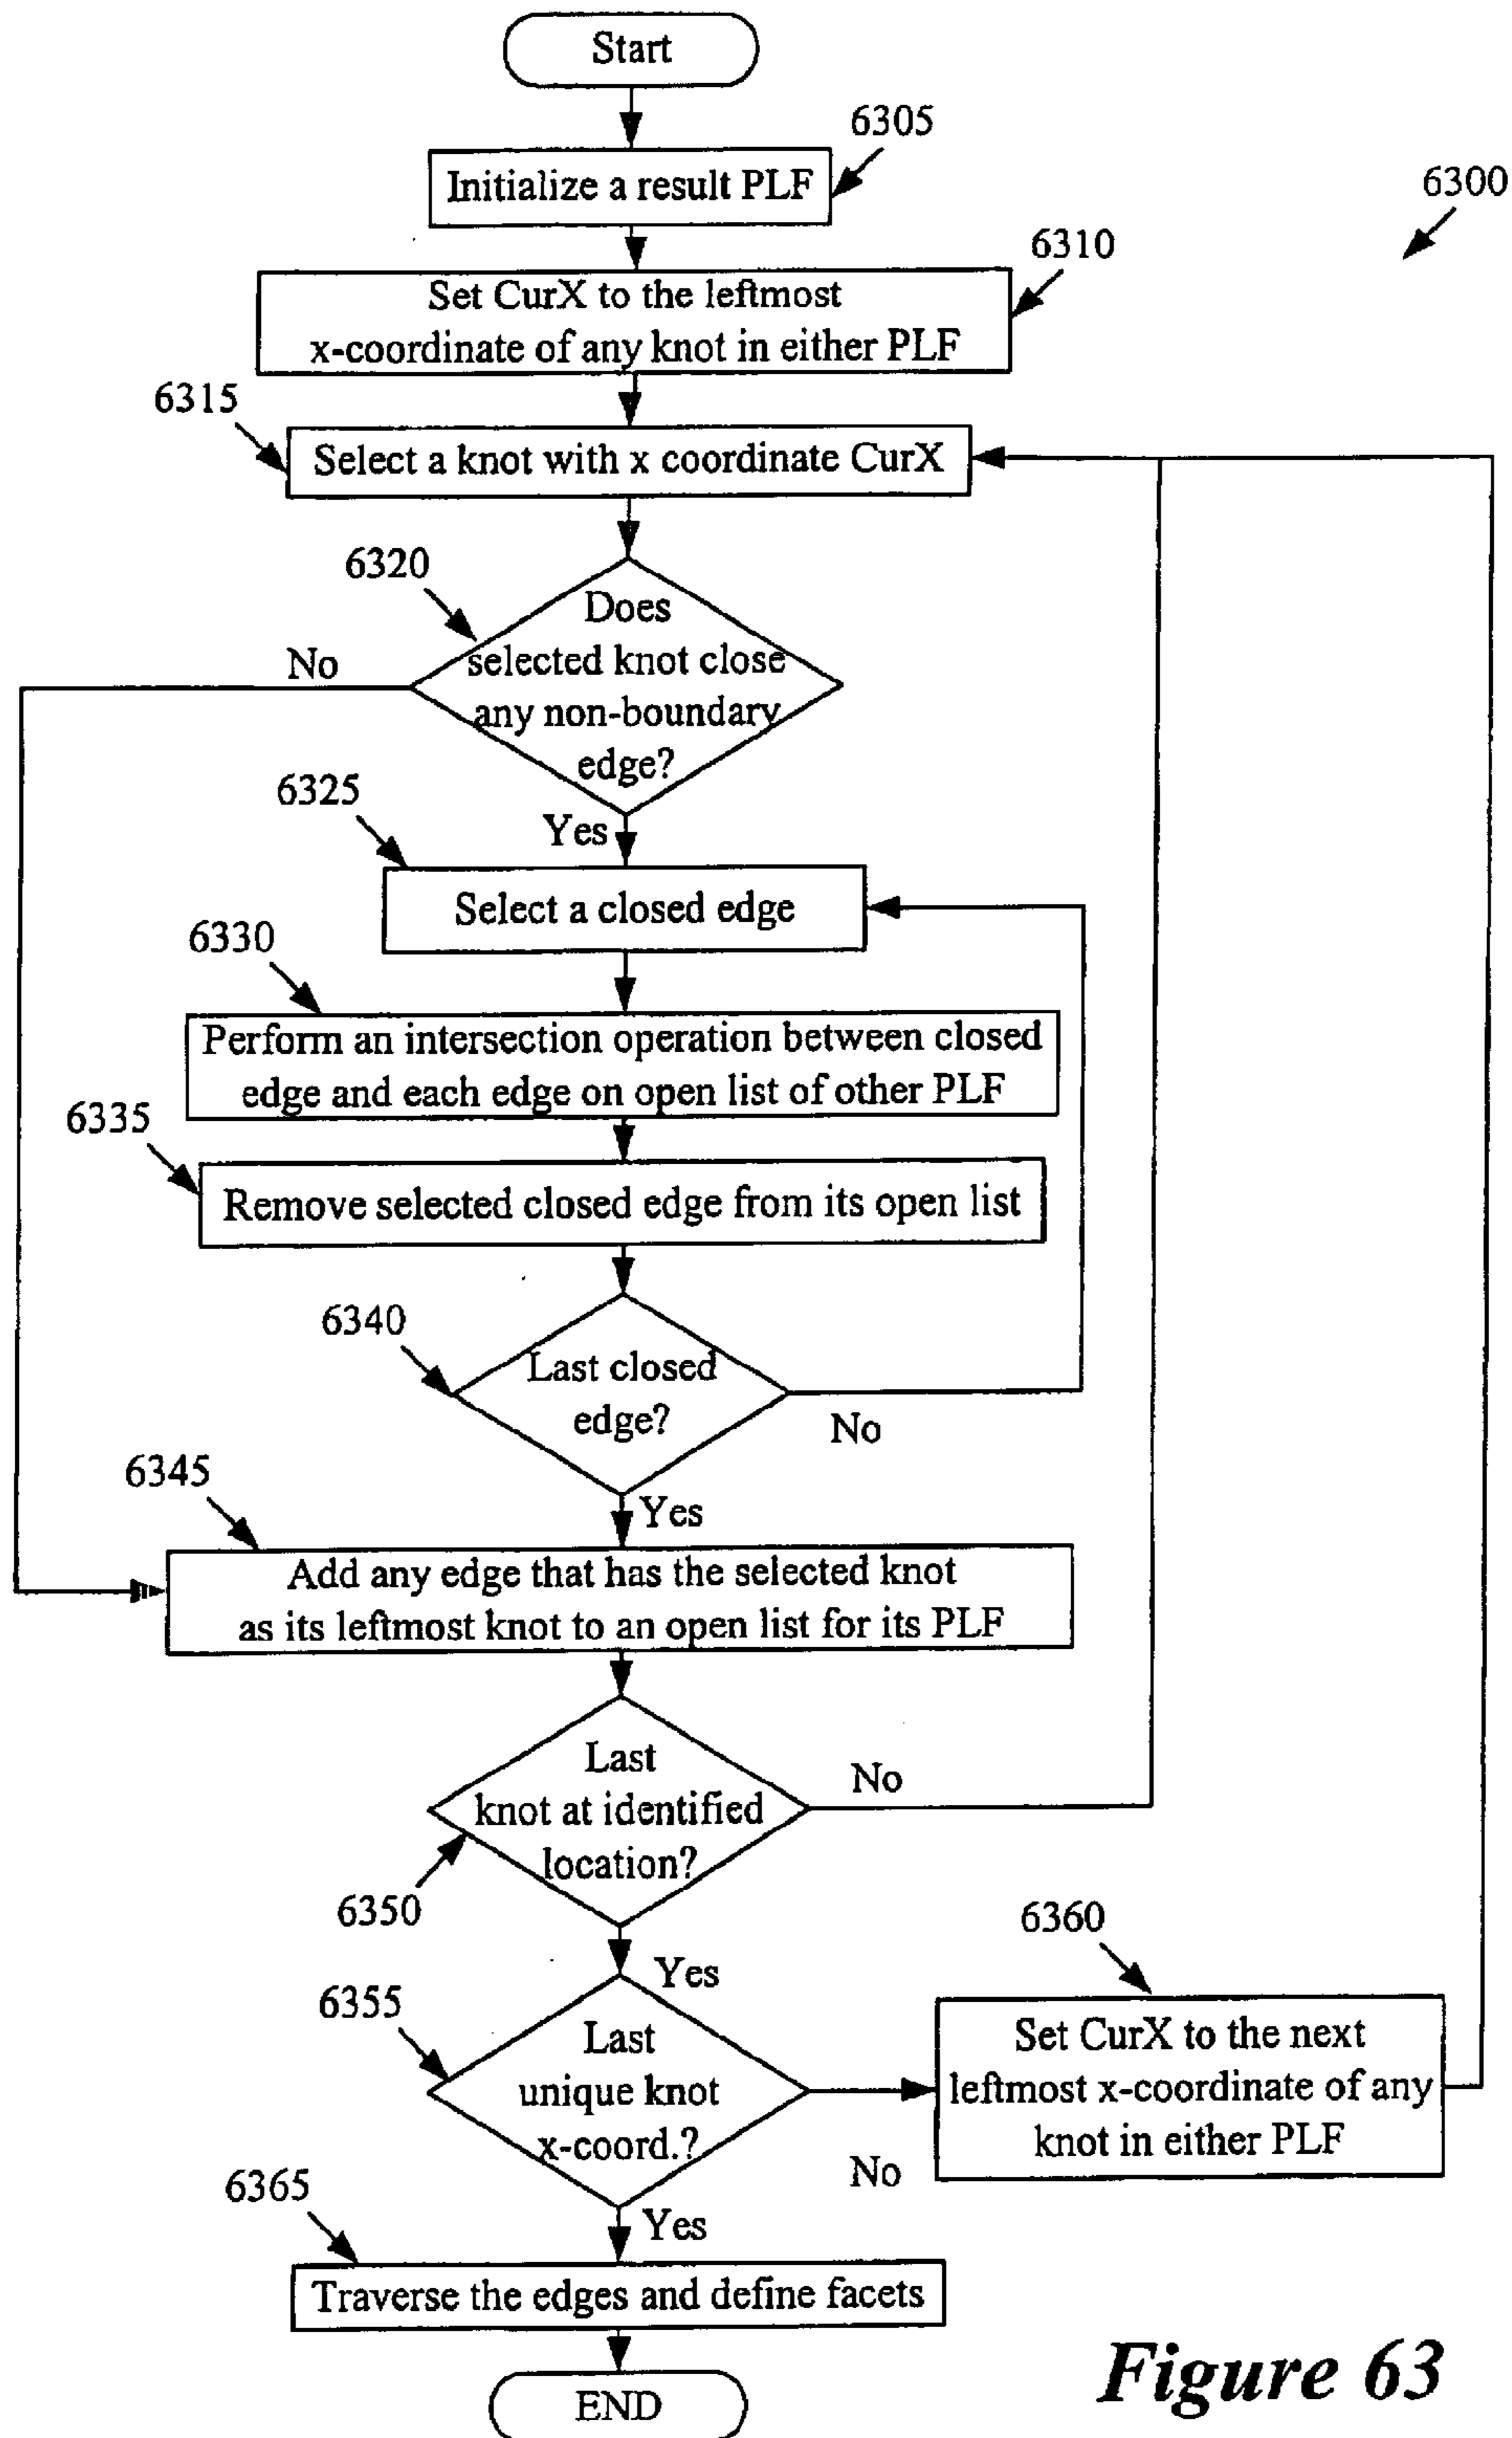 Start
6305
Initialize a result PLF
6300
6310
Set CurX to the leftmost
x-coordinate of any knot in either PLF
6315
Select a knot with x coordinate CurX
6320
Does
selected knot close
any non-boundary
edge?
No
Yes
6325
Select a closed edge
6330
Perform an intersection operation between closed
edge and each edge on open list of other PLF
6335
Remove selected closed edge from its open list
6340
Last closed
edge?
No
Yes
6345
Add any edge that has the selected knot
as its leftmost knot to an open list for its PLF
Last
knot at identified
location?
No
6350
Yes
6355
Last
unique knot
x-coord.?
No
6360
Set CurX to the next
leftmost x-coordinate of any
knot in either PLF
Yes
6365
Traverse the edges and define facets
END
Figure 63